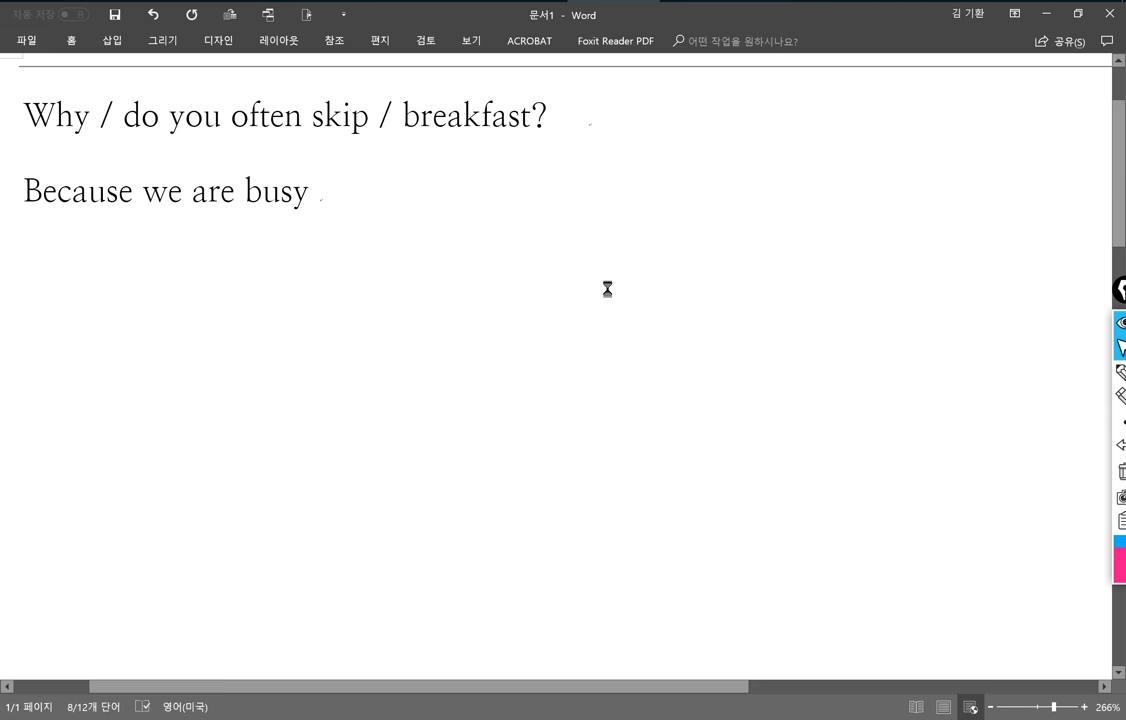 자동 저장
문서1 - Word
김 기환
파일 홈 삽입 그리기 디자인 레이아웃 참조 편지 검토 보기 ACROBAT Foxit Reader PDF 어떤 작업을 원하시나요? 공유(S)
Why / do you often skip / breakfast?
Because we are busy
1/1 페이지 8/12개 단어 영어(미국) 266%